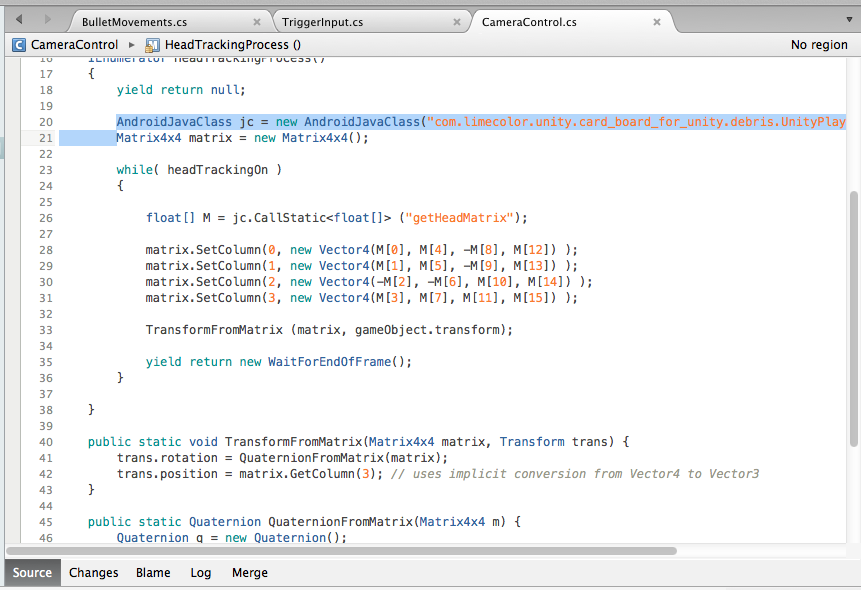 BulletMovements.cs × TriggerInput.cs × CameraControl.cs ×
C CameraControl ▸ HeadTrackingProcess () No region
16 IEnumerator headTrackingProcess()
17 {
18 yield return null;
19
20 AndroidJavaClass jc = new AndroidJavaClass("com.limecolor.unity.card_board_for_unity.debris.UnityPlay
21 Matrix4x4 matrix = new Matrix4x4();
22
23 while( headTrackingOn )
24 {
25
26 float[] M = jc.CallStatic<float[]> ("getHeadMatrix");
27
28 matrix.SetColumn(0, new Vector4(M[0], M[4], -M[8], M[12]) );
29 matrix.SetColumn(1, new Vector4(M[1], M[5], -M[9], M[13]) );
30 matrix.SetColumn(2, new Vector4(-M[2], -M[6], M[10], M[14]) );
31 matrix.SetColumn(3, new Vector4(M[3], M[7], M[11], M[15]) );
32
33 TransformFromMatrix (matrix, gameObject.transform);
34
35 yield return new WaitForEndOfFrame();
36 }
37
38 }
39
40 public static void TransformFromMatrix(Matrix4x4 matrix, Transform trans) {
41 trans.rotation = QuaternionFromMatrix(matrix);
42 trans.position = matrix.GetColumn(3); // uses implicit conversion from Vector4 to Vector3
43 }
44
45 public static Quaternion QuaternionFromMatrix(Matrix4x4 m) {
46 Quaternion q = new Quaternion();
Source Changes Blame Log Merge